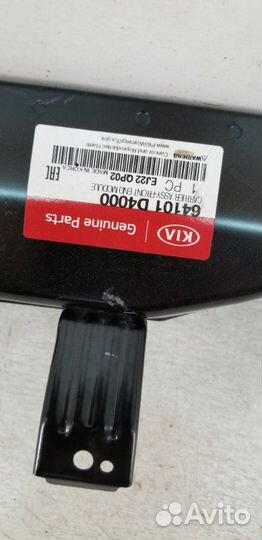 KIA
Genuine Parts
64101 D4000
CARRIER ASSY-FRONT END MODULE
1 PC EJ22 QP02 MADE IN KOREA
WARNING Cancer and Reproductive Harm
www.P65Warnings.ca.gov
EAC
Avito